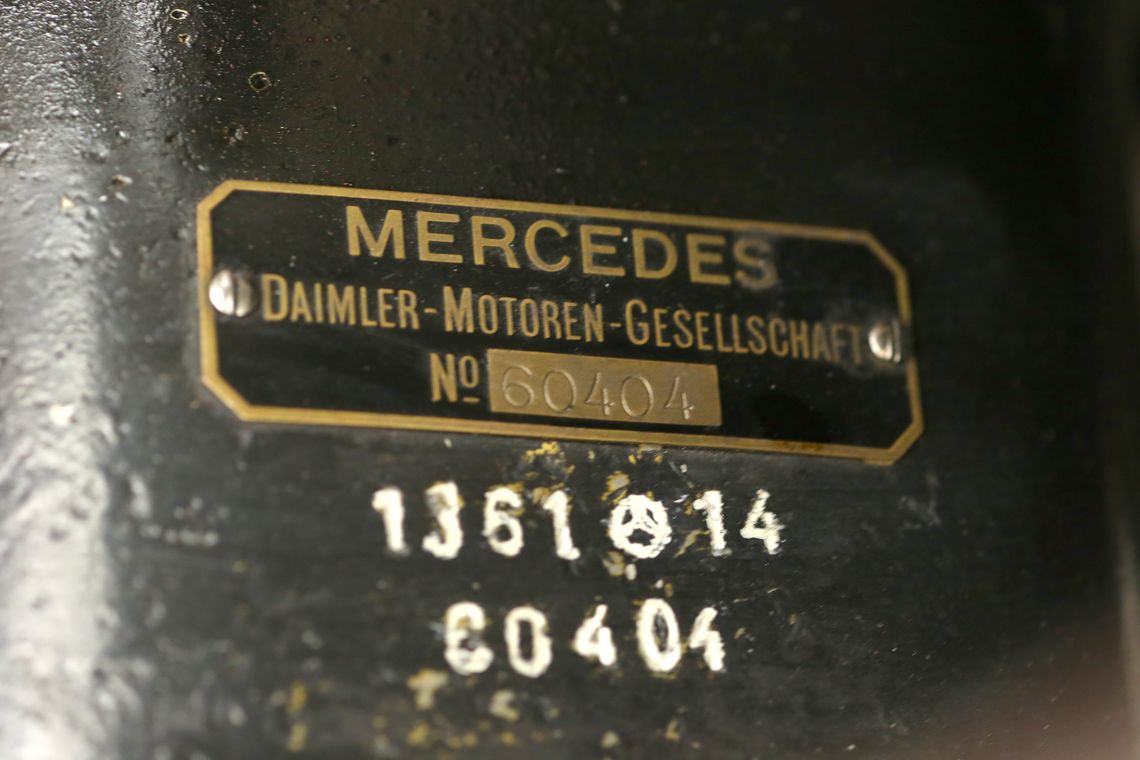 MERCEDES
DAIMLER-MOTOREN-GESELLSCHAFT
Nº 60404
1361 14
60404